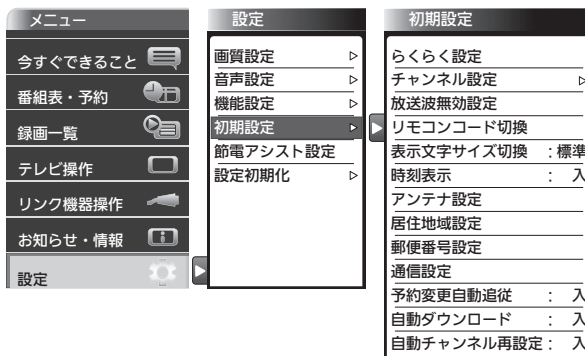 メニュー
今すぐできること
番組表・予約
録画一覧
テレビ操作
リンク機器操作
お知らせ・情報
設定
設定
画質設定
音声設定
機能設定
初期設定
節電アシスト設定
設定初期化
初期設定
らくらく設定
チャンネル設定
放送波無効設定
リモコンコード切換
表示文字サイズ切換 :標準
時刻表示 : 入
アンテナ設定
居住地域設定
郵便番号設定
通信設定
予約変更自動追従 : 入
自動ダウンロード : 入
自動チャンネル再設定 : 入